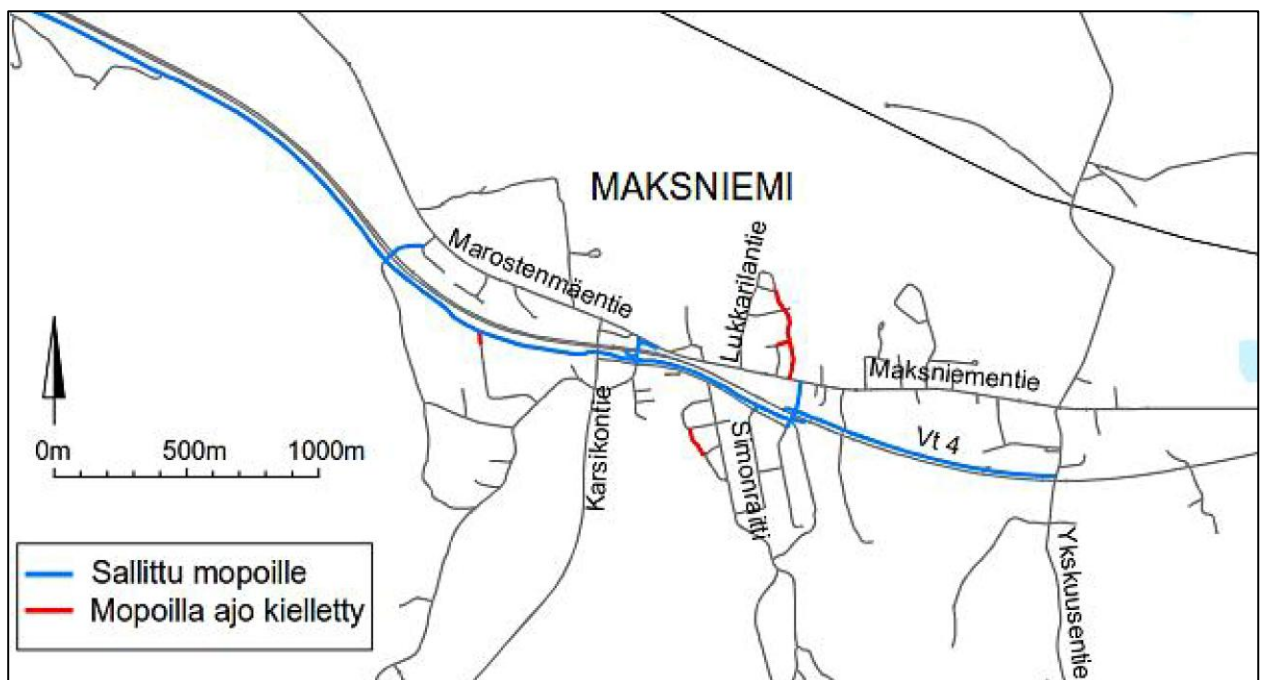 MAKSNIEMI
Marostenmäentie
Lukkarilantie
Maksniementie
Vt 4
Karsikontie
Simonraitti
Ykskuusentie
0m 500m 1000m
Sallittu mopoille
Mopoilla ajo kielletty